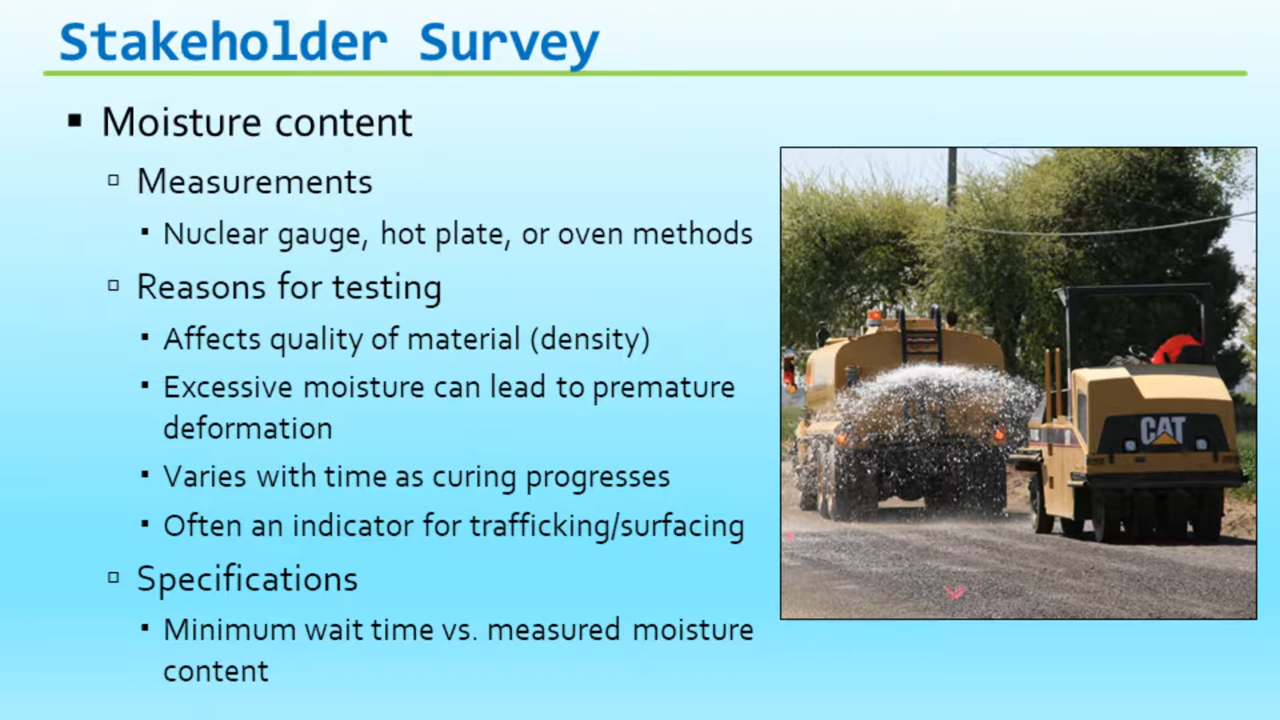 Stakeholder Survey
▪ Moisture content
▫ Measurements
▪ Nuclear gauge, hot plate, or oven methods
▫ Reasons for testing
▪ Affects quality of material (density)
▪ Excessive moisture can lead to premature
deformation
▪ Varies with time as curing progresses
▪ Often an indicator for trafficking/surfacing
▫ Specifications
▪ Minimum wait time vs. measured moisture
content
CAT